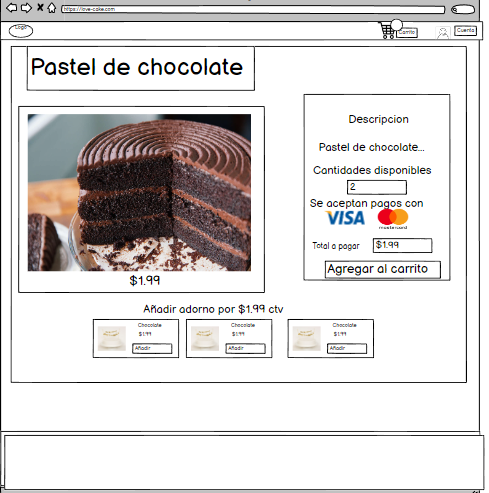 https://love-cake.com
Logo
Carrito
Cuenta
Pastel de chocolate
$1.99
Descripcion
Pastel de chocolate...
Cantidades disponibles
2
Se aceptan pagos con
VISA
mastercard
Total a pagar
$1.99
Agregar al carrito
Añadir adorno por $1.99 ctv
Chocolate
$1.99
Añadir
Chocolate
$1.99
Añadir
Chocolate
$1.99
Añadir